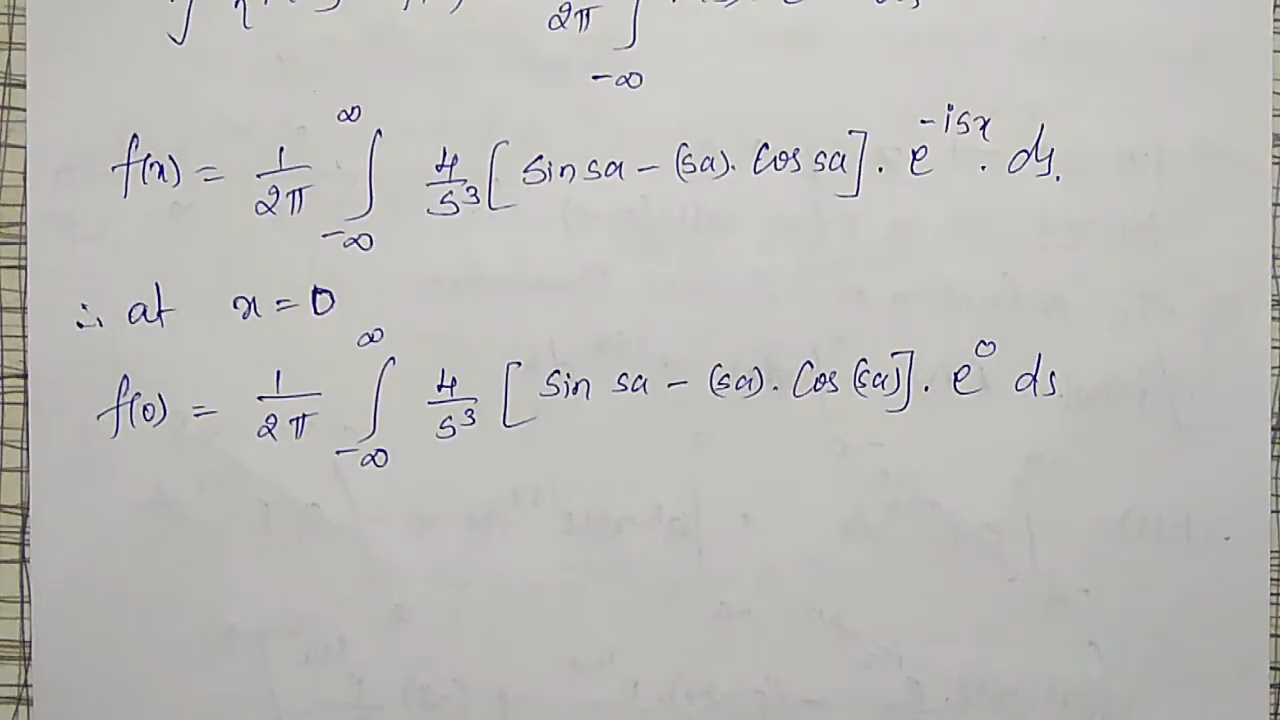 2π ∫
-∞
f(x) = 1/2π ∫_{-∞}^{∞} 4/s³ [ Sin sa - (sa). Cos sa ] . e^{-isx} . ds.
∴ at x = 0
f(0) = 1/2π ∫_{-∞}^{∞} 4/s³ [ Sin sa - (sa). Cos (sa) ] . e^0 ds